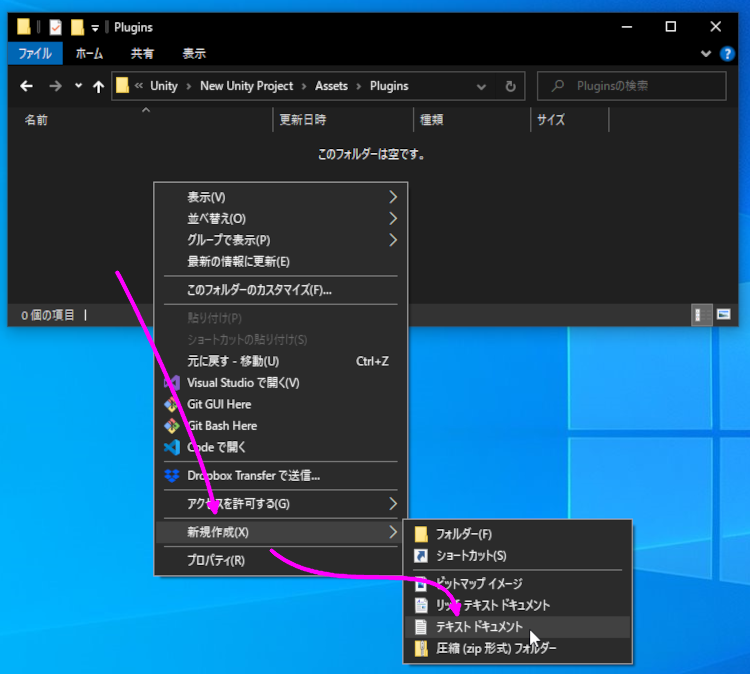 Plugins
ファイル ホーム 共有 表示
« Unity > New Unity Project > Assets > Plugins Pluginsの検索
名前 更新日時 種類 サイズ
このフォルダーは空です。
表示(V)
並べ替え(O)
グループで表示(P)
最新の情報に更新(E)
このフォルダーのカスタマイズ(F)...
0 個の項目
貼り付け(P)
ショートカットの貼り付け(S)
元に戻す - 移動(U) Ctrl+Z
Visual Studio で開く(V)
Git GUI Here
Git Bash Here
Code で開く
Dropbox Transfer で送信...
アクセスを許可する(G)
新規作成(X)
プロパティ(R)
フォルダー(F)
ショートカット(S)
ビットマップ イメージ
リッチ テキスト ドキュメント
テキスト ドキュメント
圧縮 (zip 形式) フォルダー